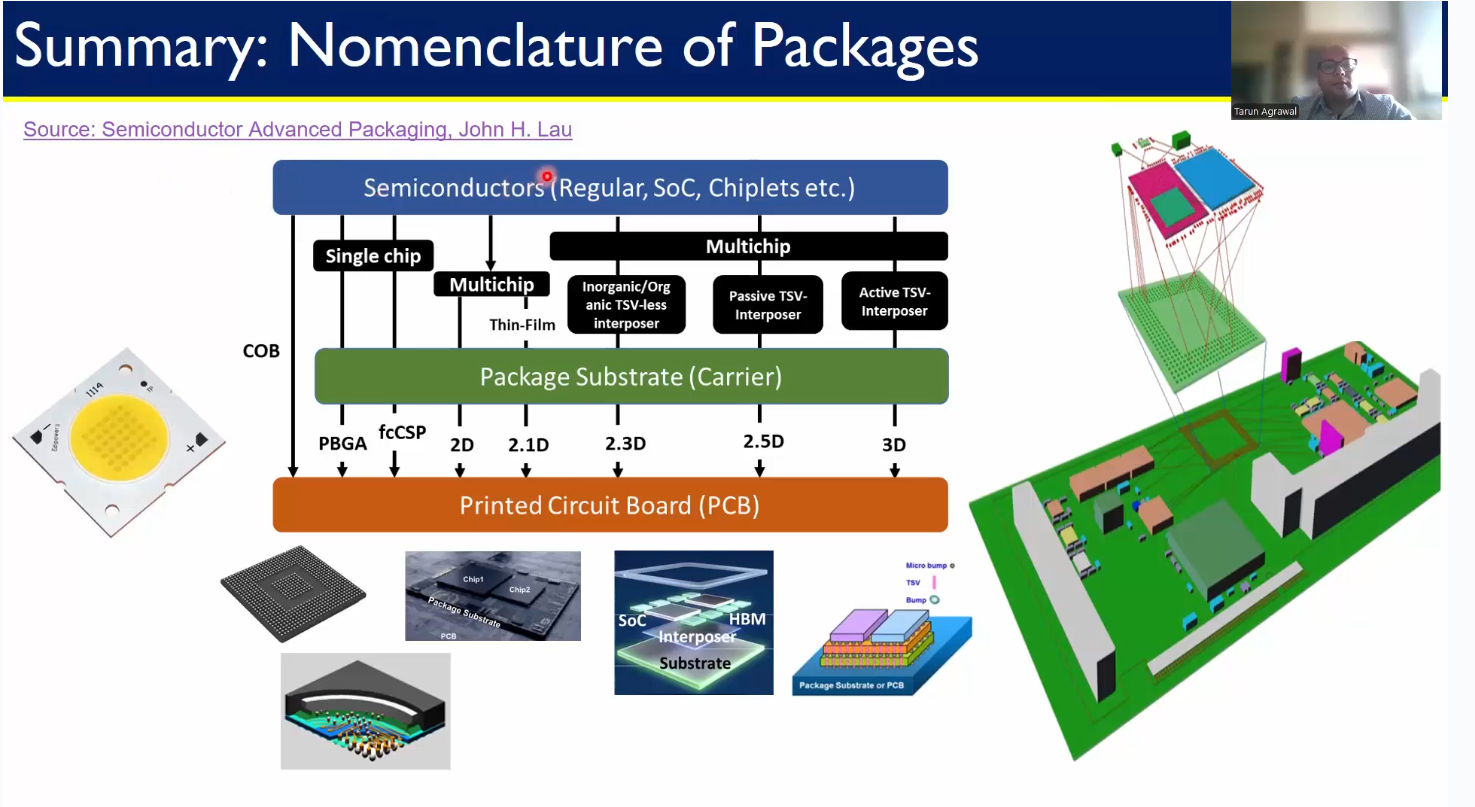 Summary: Nomenclature of Packages
Tarun Agrawal
Source: Semiconductor Advanced Packaging, John H. Lau
Semiconductors (Regular, SoC, Chiplets etc.)
Single chip
Multichip
Multichip
Thin-Film
Inorganic/Org
anic TSV-less
interposer
Passive TSV-
Interposer
Active TSV-
Interposer
COB
Package Substrate (Carrier)
PBGA
fcCSP
2D
2.1D
2.3D
2.5D
3D
Printed Circuit Board (PCB)
1114
+
Chip1
Chip2
Package Substrate
PCB
SoC
HBM
Interposer
Substrate
Micro bump
TSV
Bump
Package Substrate or PCB